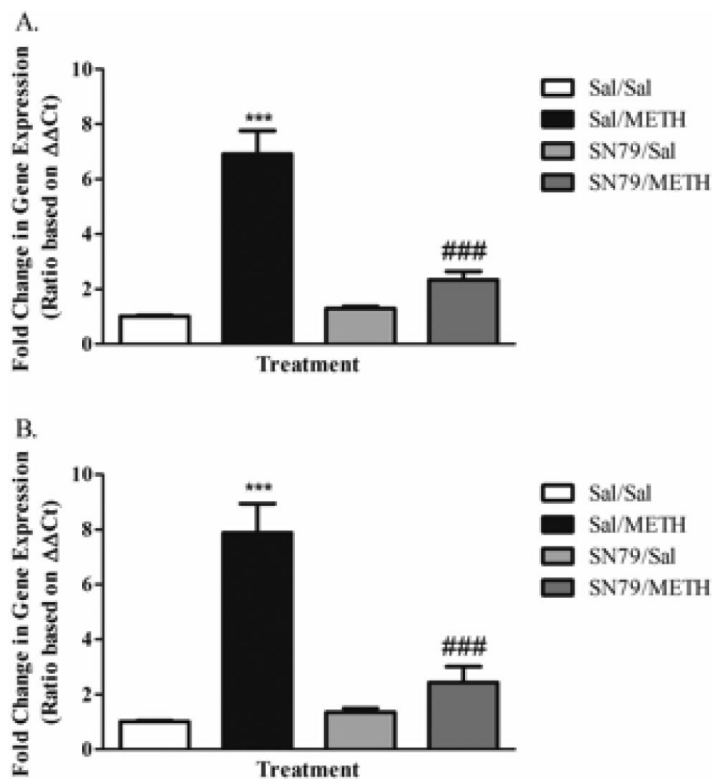 A.
Fold Change in Gene Expression
(Ratio based on ΔΔCt)
10
8
6
4
2
0
***
###
Treatment
Sal/Sal
Sal/METH
SN79/Sal
SN79/METH
B.
Fold Change in Gene Expression
(Ratio based on ΔΔCt)
10
8
6
4
2
0
***
###
Treatment
Sal/Sal
Sal/METH
SN79/Sal
SN79/METH